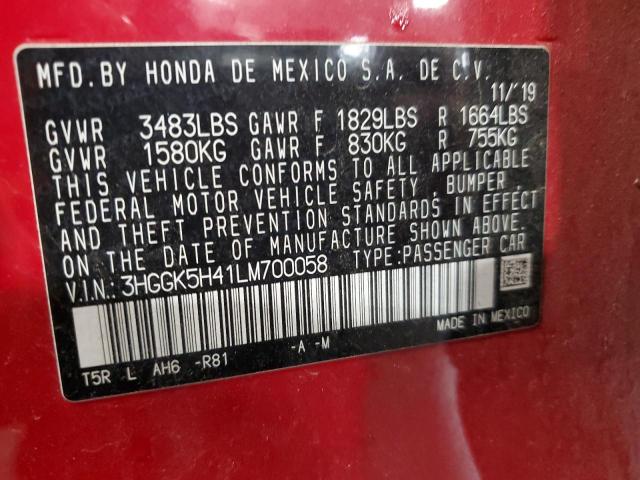 MFD.BY HONDA DE MEXICO S.A. DE C.V.
11/'19
GVWR 3483LBS GAWR F 1829LBS R 1664LBS
GVWR 1580KG GAWR F 830KG R 755KG
THIS VEHICLE CONFORMS TO ALL APPLICABLE
FEDERAL MOTOR VEHICLE SAFETY, BUMPER,
AND THEFT PREVENTION STANDARDS IN EFFECT
ON THE DATE OF MANUFACTURE SHOWN ABOVE.
V.I.N.: 3HGGK5H41LM700058 TYPE:PASSENGER CAR
MADE IN MEXICO
T5R L AH6 -R81 -A -M